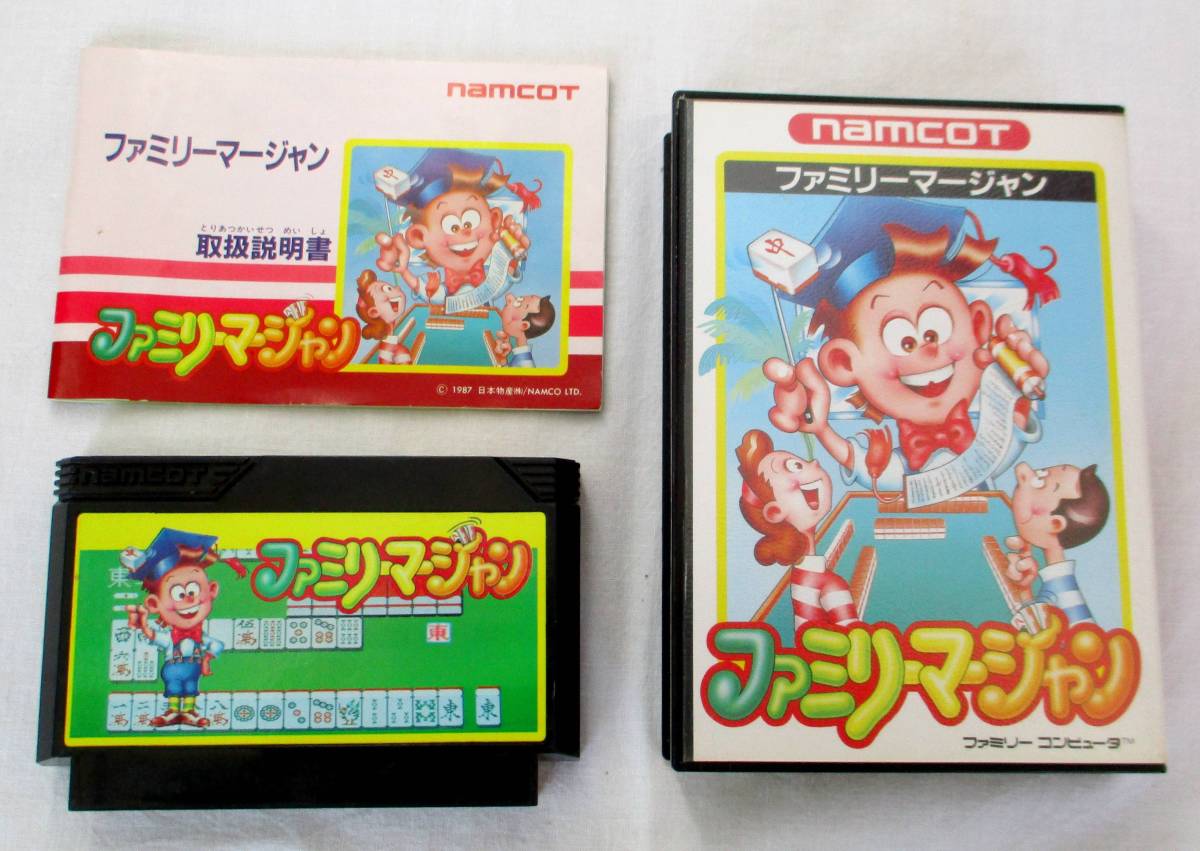 namcoT
ファミリーマージャン
とりあつかいせつ めい しょ
取扱説明書
ファミリーマージャン
© 1987 日本物産㈱/NAMCO LTD.
namcoT
ファミリーマージャン
中
ファミリーマージャン
ファミリー コンピュータ™
namcoT
ファミリーマージャン
東
東